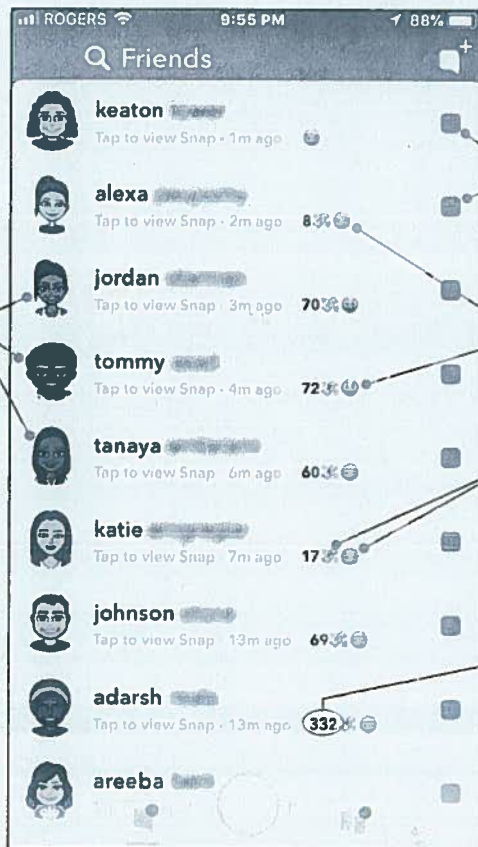 ROGERS 9:55 PM 88%
Friends
keaton
Tap to view Snap - 1m ago
alexa
Tap to view Snap - 2m ago 8
jordan
Tap to view Snap - 3m ago 70
tommy
Tap to view Snap - 4m ago 72
tanaya
Tap to view Snap - 6m ago 60
katie
Tap to view Snap - 7m ago 17
johnson
Tap to view Snap - 13m ago 69
adarsh
Tap to view Snap - 13m ago 332
areeba